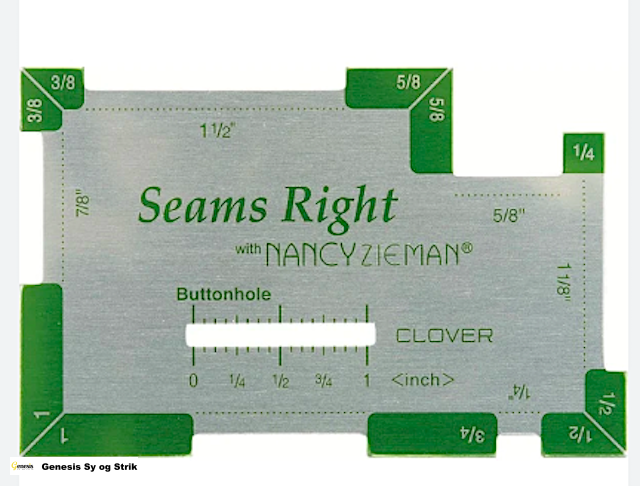 3/8
3/8
5/8
5/8
1/4
1 1/2"
7/8"
5/8"
1 1/8"
Seams Right
with NANCY ZIEMAN®
Buttonhole
CLOVER
0 1/4 1/2 3/4 1 <inch>
1/4"
1
1
3/4
1/2
1/2
Genesis Genesis Sy og Strik